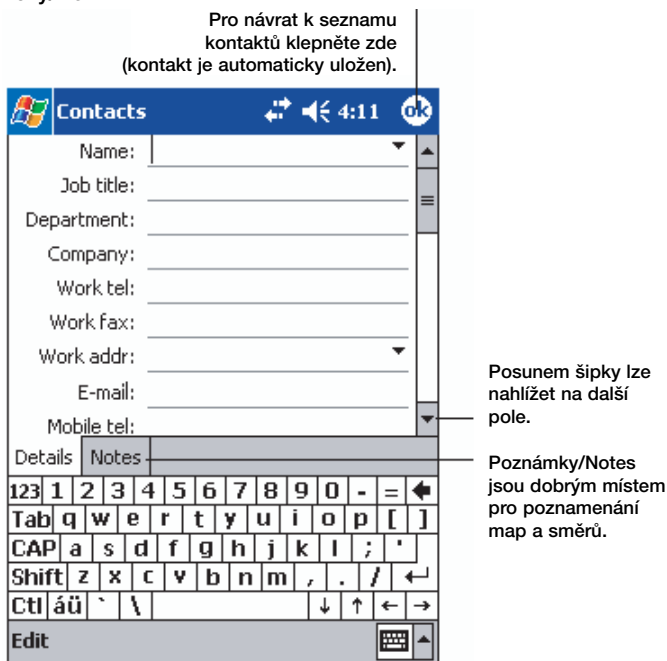 Pro návrat k seznamu
kontaktů klepněte zde
(kontakt je automaticky uložen).
Contacts 4:11 ok
Name:
Job title:
Department:
Company:
Work tel:
Work fax:
Work addr:
E-mail:
Mobile tel:
Posunem šipky lze
nahlížet na další
pole.
Details Notes
Poznámky/Notes
jsou dobrým místem
pro poznamenání
map a směrů.
123 1 2 3 4 5 6 7 8 9 0 - =
Tab q w e r t y u i o p [ ]
CAP a s d f g h j k l ; '
Shift z x c v b n m , . /
Ctl áü ` \ ↓ ↑ ← →
Edit